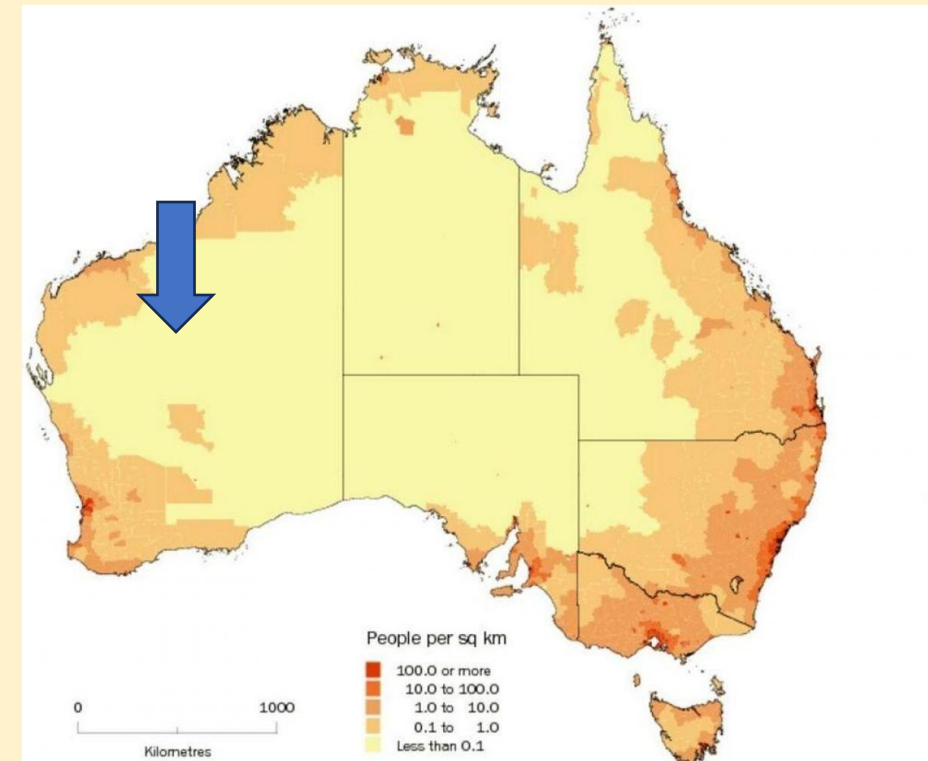 People per sq km
100.0 or more
10.0 to 100.0
1.0 to 10.0
0.1 to 1.0
Less than 0.1
0 1000
Kilometres